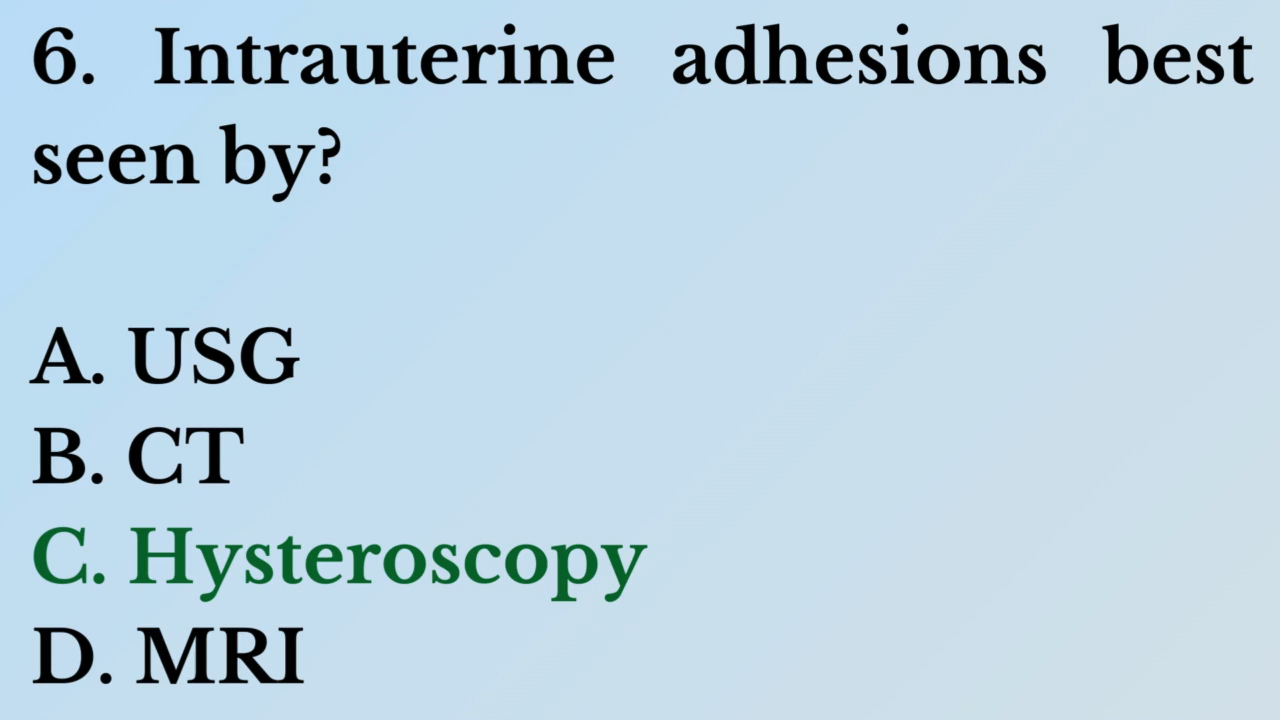 6. Intrauterine adhesions best
seen by?
A. USG
B. CT
C. Hysteroscopy
D. MRI